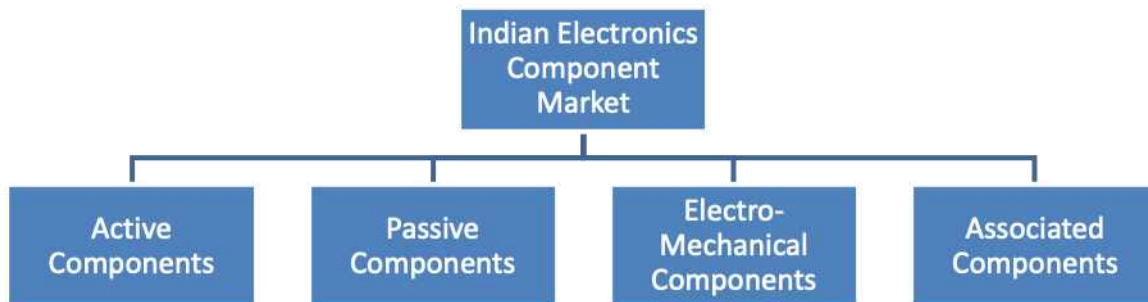 Indian Electronics
Component
Market
Active
Components
Passive
Components
Electro-
Mechanical
Components
Associated
Components